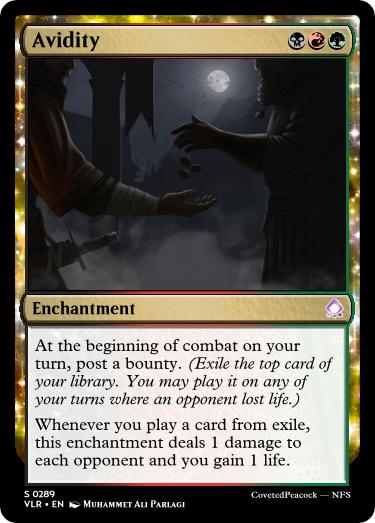 Avidity
Enchantment
At the beginning of combat on your
turn, post a bounty. (Exile the top card of
your library. You may play it on any of
your turns where an opponent lost life.)
Whenever you play a card from exile,
this enchantment deals 1 damage to
each opponent and you gain 1 life.
S 0289
VLR • EN Muhammet Ali Parlagi
CovetedPeacock — NFS